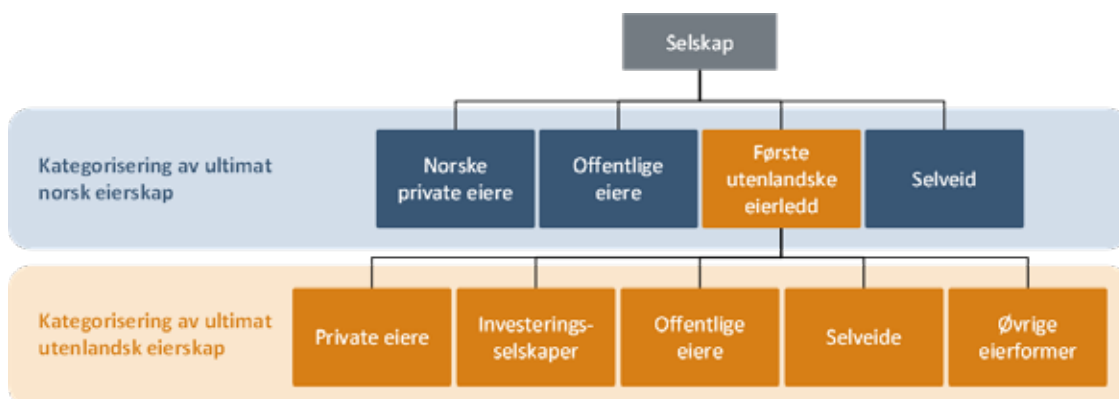 Selskap
Kategorisering av ultimat
norsk eierskap
Norske
private eiere
Offentlige
eiere
Første
utenlandske
eierledd
Selveid
Kategorisering av ultimat
utenlandsk eierskap
Private eiere
Investerings-
selskaper
Offentlige
eiere
Selveide
Øvrige
eierformer